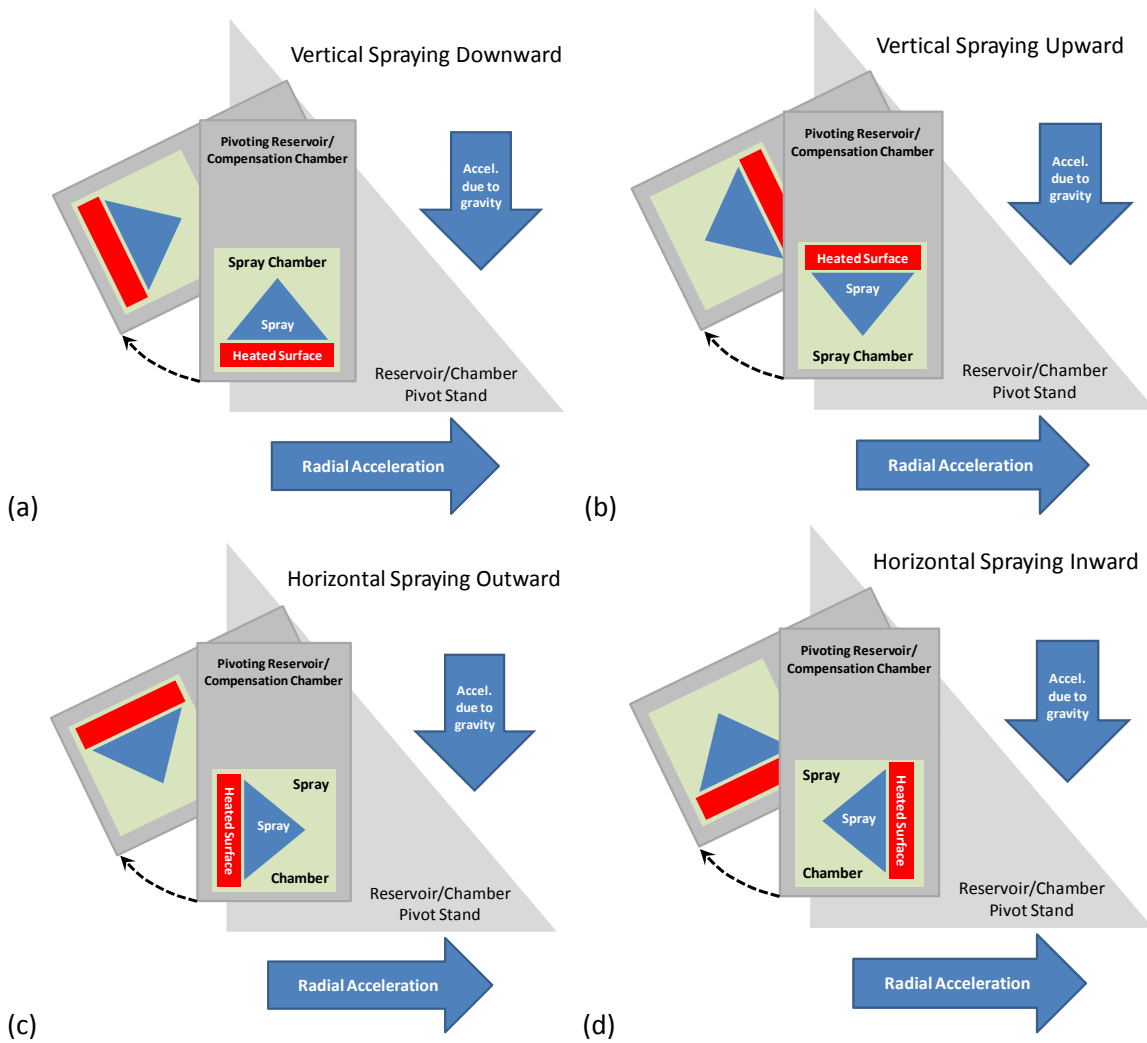 Vertical Spraying Downward
Pivoting Reservoir/
Compensation Chamber
Accel.
due to
gravity
Spray Chamber
Spray
Heated Surface
Reservoir/Chamber
Pivot Stand
Radial Acceleration
(a)
Vertical Spraying Upward
Pivoting Reservoir/
Compensation Chamber
Accel.
due to
gravity
Heated Surface
Spray
Spray Chamber
Reservoir/Chamber
Pivot Stand
Radial Acceleration
(b)
Horizontal Spraying Outward
Pivoting Reservoir/
Compensation Chamber
Accel.
due to
gravity
Spray
Heated Surface
Spray
Chamber
Reservoir/Chamber
Pivot Stand
Radial Acceleration
(c)
Horizontal Spraying Inward
Pivoting Reservoir/
Compensation Chamber
Accel.
due to
gravity
Spray
Spray
Heated Surface
Chamber
Reservoir/Chamber
Pivot Stand
Radial Acceleration
(d)